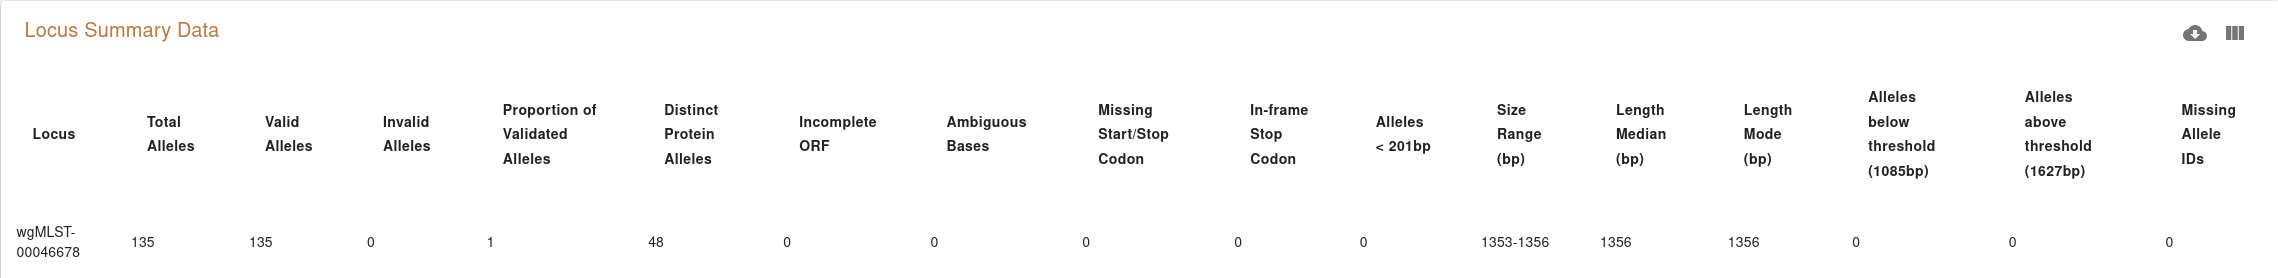 Locus Summary Data
Locus
Total
Alleles
Valid
Alleles
Invalid
Alleles
Proportion of
Validated
Alleles
Distinct
Protein
Alleles
Incomplete
ORF
Ambiguous
Bases
Missing
Start/Stop
Codon
In-frame
Stop
Codon
Alleles
< 201bp
Size
Range
(bp)
Length
Median
(bp)
Length
Mode
(bp)
Alleles
below
threshold
(1085bp)
Alleles
above
threshold
(1627bp)
Missing
Allele
IDs
wgMLST-
00046678
135
135
0
1
48
0
0
0
0
0
1353-1356
1356
1356
0
0
0